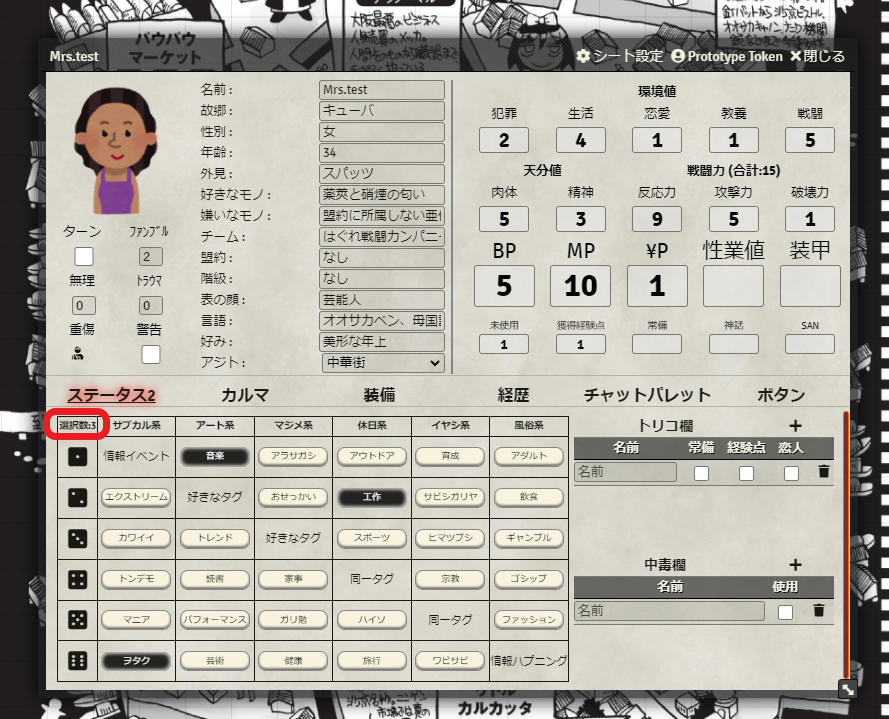 バウバウ
マーケット
大阪最悪のビジネス
Mrs.test
シート設定 Prototype Token 閉じる
名前: Mrs.test
故郷: キューバ
性別: 女
年齢: 34
外見: スパッツ
好きなモノ: 薬莢と硝煙の匂い
嫌いなモノ: 盟約に所属しない亜
チーム: はぐれ戦闘カンパニー
盟約: なし
階級: なし
表の顔: 芸能人
言語: オオサカベン、母国
好み: 美形な年上
アジト: 中華街
ターン ファンブル
2
無理 トラウマ
0 0
重傷 警告
環境値
犯罪 生活 恋愛 教養 戦闘
2 4 1 1 5
天分値 戦闘力 (合計:15)
肉体 精神 反応力 攻撃力 破壊力
5 3 9 5 1
BP MP ¥P 性業値 装甲
5 10 1
未使用 獲得経験点 常備 神話 SAN
1 1
ステータス2 カルマ 装備 経歴 チャットパレット ボタン
選択数:3 サブカル系 アート系 マジメ系 休日系 イヤシ系 風俗系
情報イベント 音楽 アラサガシ アウトドア 育成 アダルト
エクストリーム 好きなタグ おせっかい 工作 サビシガリヤ 飲食
カワイイ トレンド 好きなタグ スポーツ ヒマツブシ ギャンブル
トンデモ 読書 家事 同一タグ 宗教 ゴシップ
マニア パフォーマンス ガリ勉 ハイソ 同一タグ ファッション
ヲタク 芸術 健康 旅行 ワビサビ 情報ハプニング
トリコ欄 +
名前 常備 経験点 恋人
名前
中毒欄 +
名前 使用
名前
カルカッタ